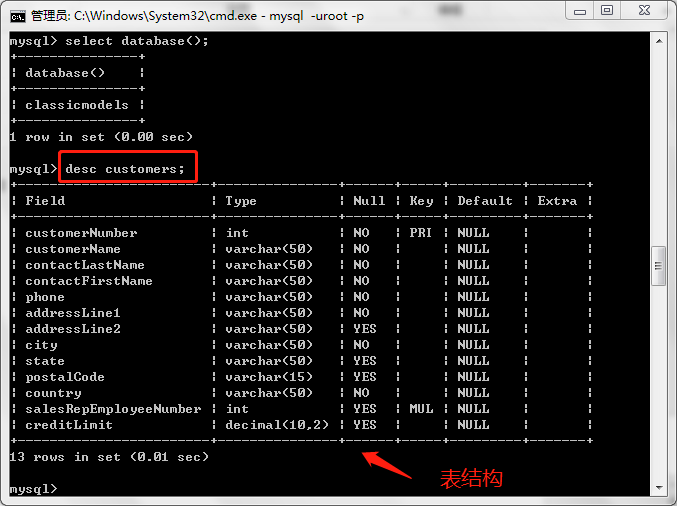 管理员: C:\Windows\System32\cmd.exe - mysql  -uroot -p
mysql> select database();
+---------------+
| database()    |
+---------------+
| classicmodels |
+---------------+
1 row in set (0.00 sec)
mysql> desc customers;
+------------------------+---------------+------+-----+---------+-------+
| Field                  | Type          | Null | Key | Default | Extra |
+------------------------+---------------+------+-----+---------+-------+
| customerNumber         | int           | NO   | PRI | NULL    |       |
| customerName           | varchar(50)   | NO   |     | NULL    |       |
| contactLastName        | varchar(50)   | NO   |     | NULL    |       |
| contactFirstName       | varchar(50)   | NO   |     | NULL    |       |
| phone                  | varchar(50)   | NO   |     | NULL    |       |
| addressLine1           | varchar(50)   | NO   |     | NULL    |       |
| addressLine2           | varchar(50)   | YES  |     | NULL    |       |
| city                   | varchar(50)   | NO   |     | NULL    |       |
| state                  | varchar(50)   | YES  |     | NULL    |       |
| postalCode             | varchar(15)   | YES  |     | NULL    |       |
| country                | varchar(50)   | NO   |     | NULL    |       |
| salesRepEmployeeNumber | int           | YES  | MUL | NULL    |       |
| creditLimit            | decimal(10,2) | YES  |     | NULL    |       |
+------------------------+---------------+------+-----+---------+-------+
13 rows in set (0.01 sec)
表结构
mysql>